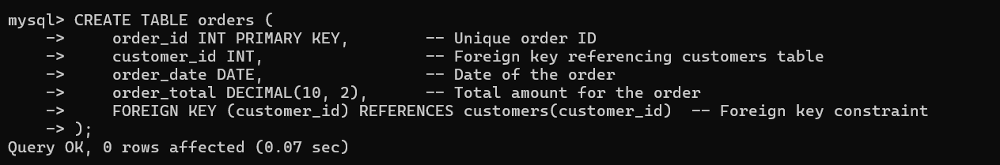 mysql> CREATE TABLE orders (
    ->     order_id INT PRIMARY KEY,        -- Unique order ID
    ->     customer_id INT,                 -- Foreign key referencing customers table
    ->     order_date DATE,                 -- Date of the order
    ->     order_total DECIMAL(10, 2),      -- Total amount for the order
    ->     FOREIGN KEY (customer_id) REFERENCES customers(customer_id)  -- Foreign key constraint
    -> );
Query OK, 0 rows affected (0.07 sec)